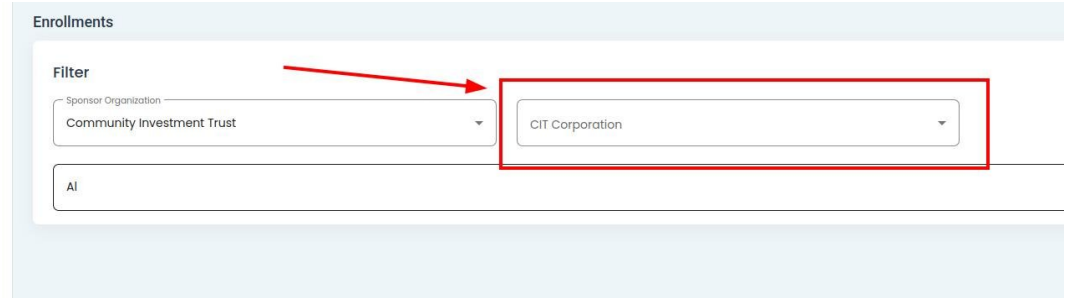 Enrollments
Filter
Sponsor Organization
Community Investment Trust
CIT Corporation
Al